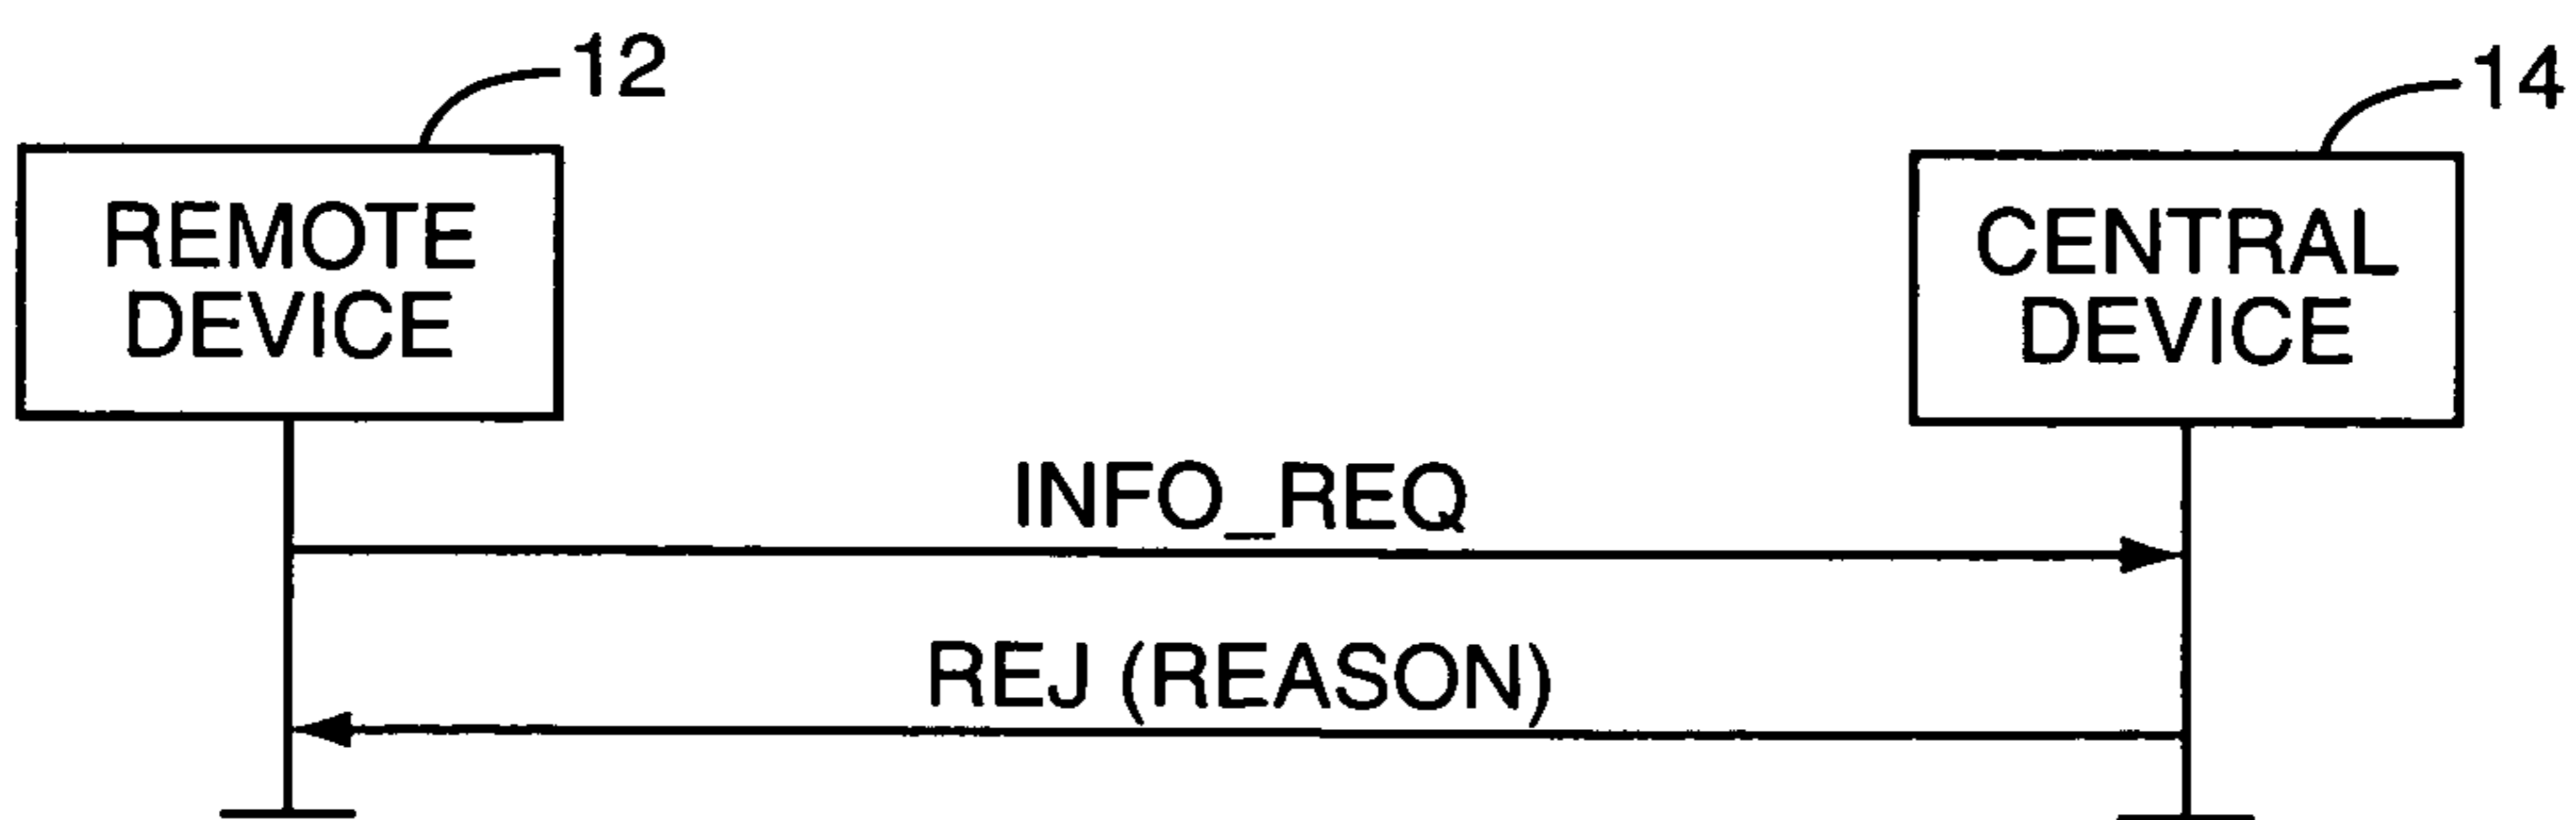 12
14
REMOTE
DEVICE
CENTRAL
DEVICE
INFO_REQ
REJ (REASON)